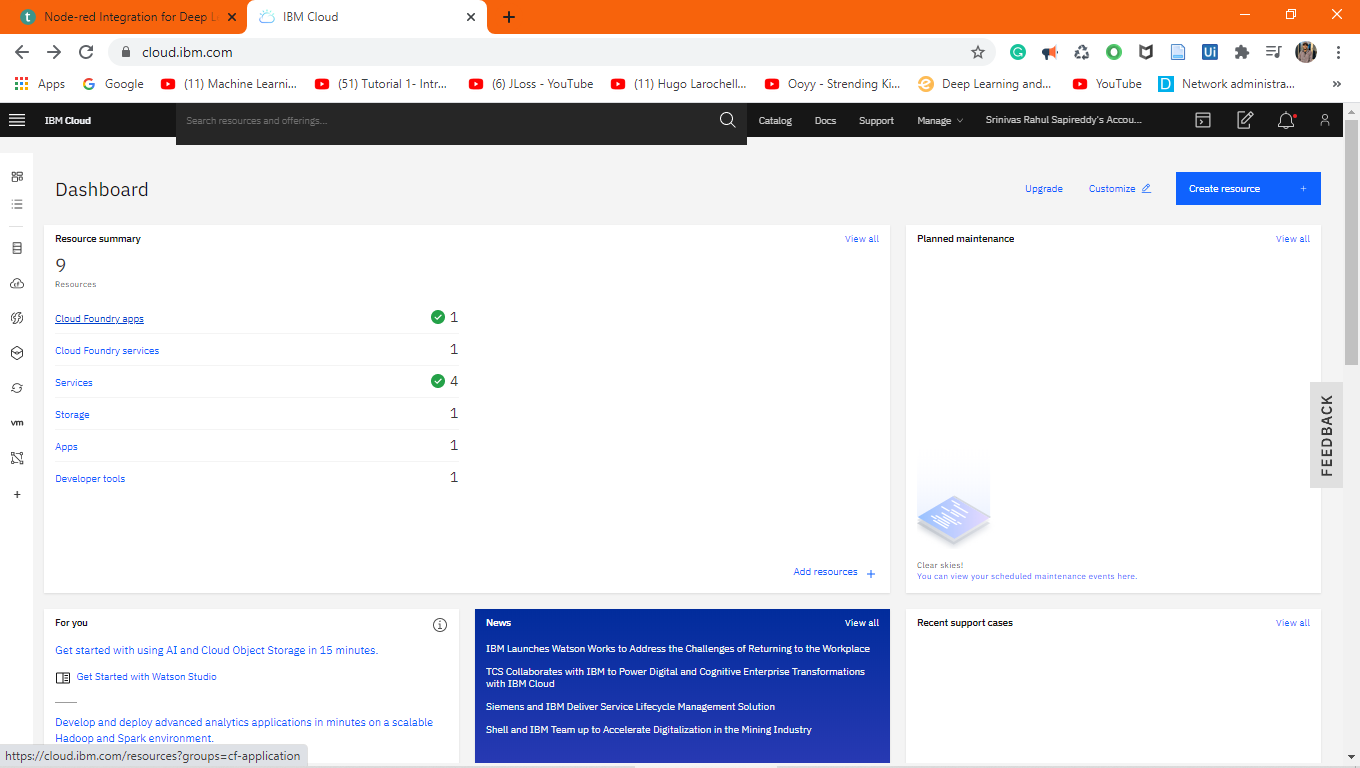 Node-red Integration for Deep L
IBM Cloud
cloud.ibm.com
Apps
Google
(11) Machine Learni...
(51) Tutorial 1- Intr...
(6) JLoss - YouTube
(11) Hugo Larochell...
Ooyy - Strending Ki...
Deep Learning and...
YouTube
Network administra...
»
IBM Cloud
Search resources and offerings...
Catalog
Docs
Support
Manage
Srinivas Rahul Sapireddy's Accou...
Dashboard
Upgrade
Customize
Create resource +
Resource summary
View all
9
Resources
Cloud Foundry apps 1
Cloud Foundry services 1
Services 4
Storage 1
Apps 1
Developer tools 1
Add resources +
Planned maintenance
View all
Clear skies!
You can view your scheduled maintenance events here.
vm
FEEDBACK
For you
Get started with using AI and Cloud Object Storage in 15 minutes.
Get Started with Watson Studio
Develop and deploy advanced analytics applications in minutes on a scalable
Hadoop and Spark environment.
News
View all
IBM Launches Watson Works to Address the Challenges of Returning to the Workplace
TCS Collaborates with IBM to Power Digital and Cognitive Enterprise Transformations
with IBM Cloud
Siemens and IBM Deliver Service Lifecycle Management Solution
Shell and IBM Team up to Accelerate Digitalization in the Mining Industry
Recent support cases
View all
https://cloud.ibm.com/resources?groups=cf-application